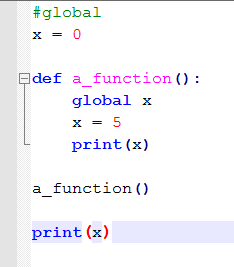 #global
x = 0
def a_function():
    global x
    x = 5
    print(x)
a_function()
print(x)